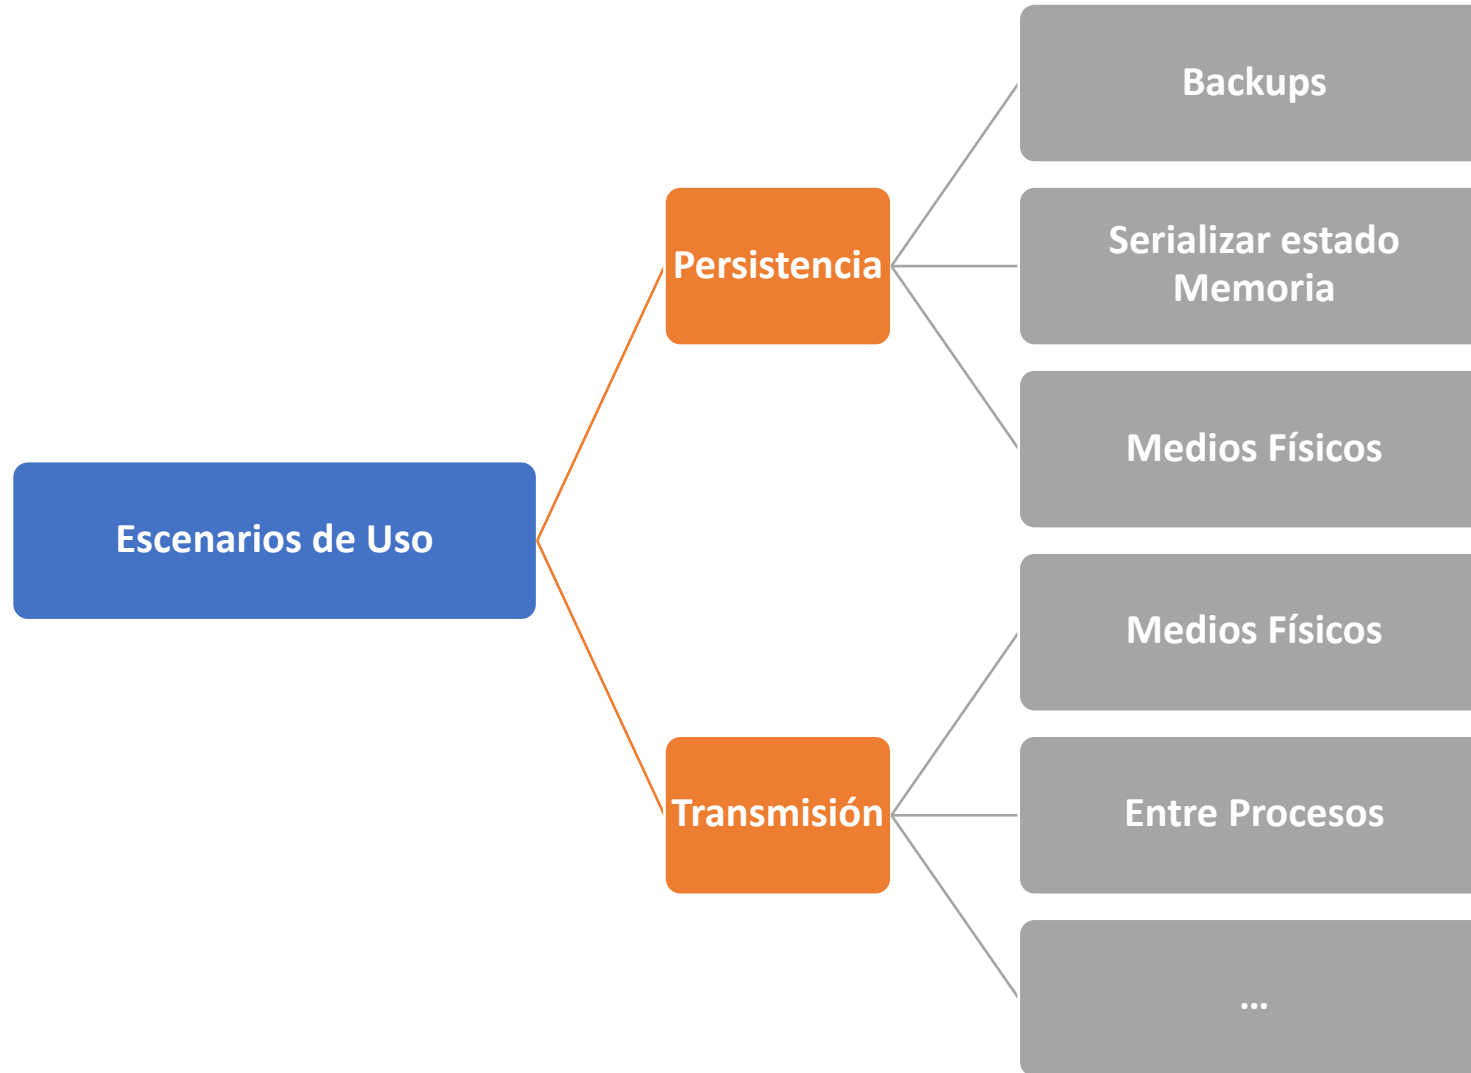 Escenarios de Uso
Persistencia
Backups
Serializar estado
Memoria
Medios Físicos
Transmisión
Medios Físicos
Entre Procesos
...